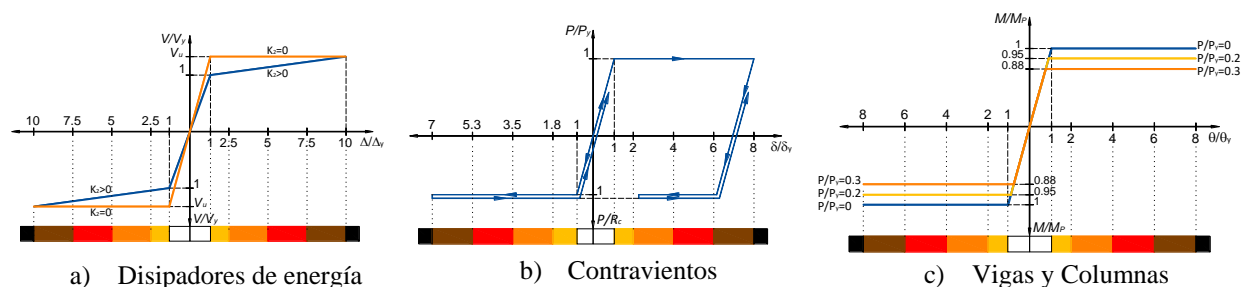 V/Vy
Vu
K₂=0
1
K₂>0
10 7.5 5 2.5 1
1 2.5 5 7.5 10 Δ/Δy
K₂>0
1
K₂=0
Vu
V/Vy
a) Disipadores de energía
P/Py
1
7 5.3 3.5 1.8 1
1 2 4 6 8 δ/δy
1
P/Rc
b) Contravientos
M/MP
1
P/Py=0
0.95
P/Py=0.2
0.88
P/Py=0.3
8 6 4 2 1
1 2 4 6 8 θ/θy
P/Py=0.3
0.88
P/Py=0.2
0.95
P/Py=0
1
M/MP
c) Vigas y Columnas